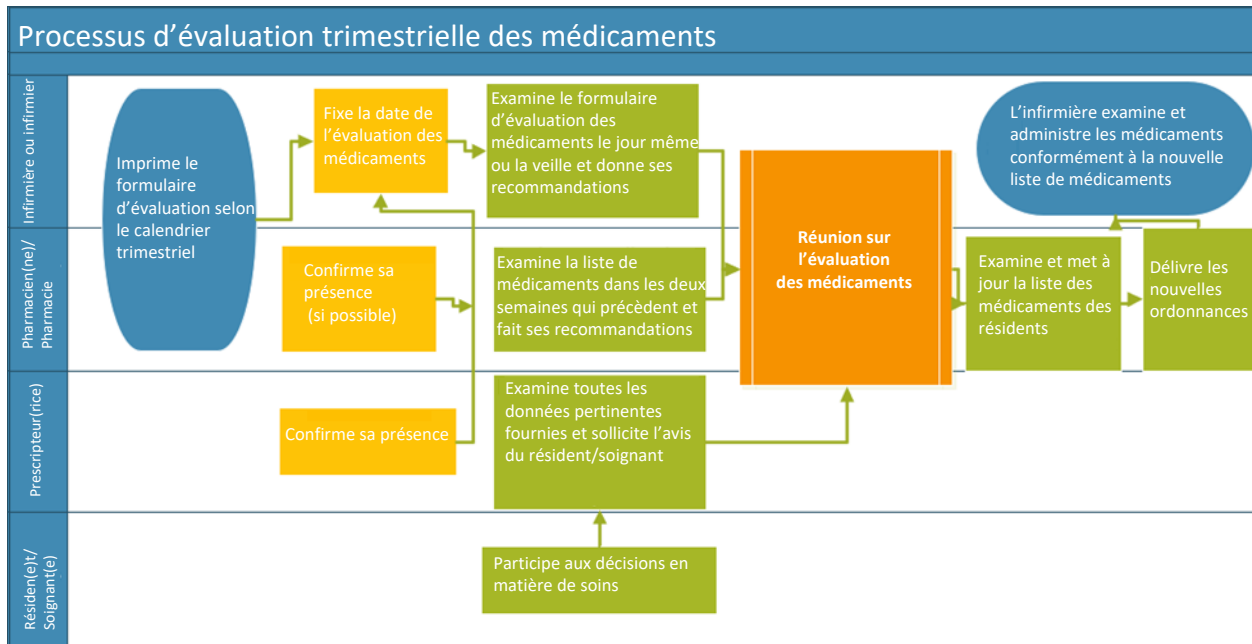 Processus d’évaluation trimestrielle des médicaments
Infirmière ou infirmier
Imprime le
formulaire
d’évaluation selon
le calendrier
trimestriel
Fixe la date de
l’évaluation des
médicaments
Examine le formulaire
d’évaluation des
médicaments le jour même
ou la veille et donne ses
recommandations
L’infirmière examine et
administre les médicaments
conformément à la nouvelle
liste de médicaments
Pharmacien(ne)/
Pharmacie
Confirme sa
présence
(si possible)
Examine la liste de
médicaments dans les deux
semaines qui précèdent et
fait ses recommandations
Réunion sur
l’évaluation
des médicaments
Examine et met à
jour la liste des
médicaments des
résidents
Délivre les
nouvelles
ordonnances
Prescripteur(rice)
Confirme sa présence
Examine toutes les
données pertinentes
fournies et sollicite l’avis
du résident/soignant
Résiden(e)t/
Soignant(e)
Participe aux décisions en
matière de soins